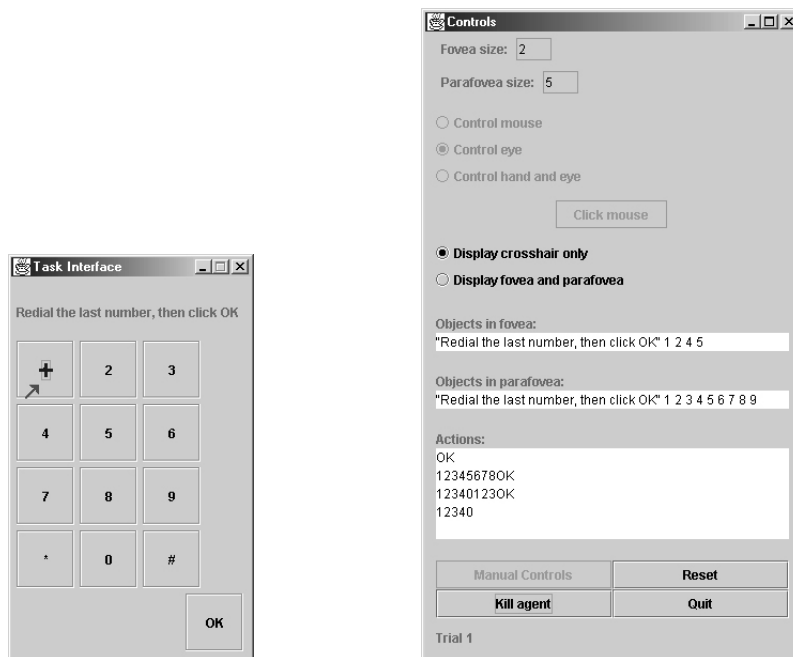 Task Interface
Redial the last number, then click OK
2 3
4 5 6
7 8 9
* 0 #
OK
Controls
Fovea size: 2
Parafovea size: 5
Control mouse
Control eye
Control hand and eye
Click mouse
Display crosshair only
Display fovea and parafovea
Objects in fovea:
"Redial the last number, then click OK" 1 2 4 5
Objects in parafovea:
"Redial the last number, then click OK" 1 2 3 4 5 6 7 8 9
Actions:
OK
12345678OK
12340123OK
12340
Manual Controls Reset
Kill agent Quit
Trial 1